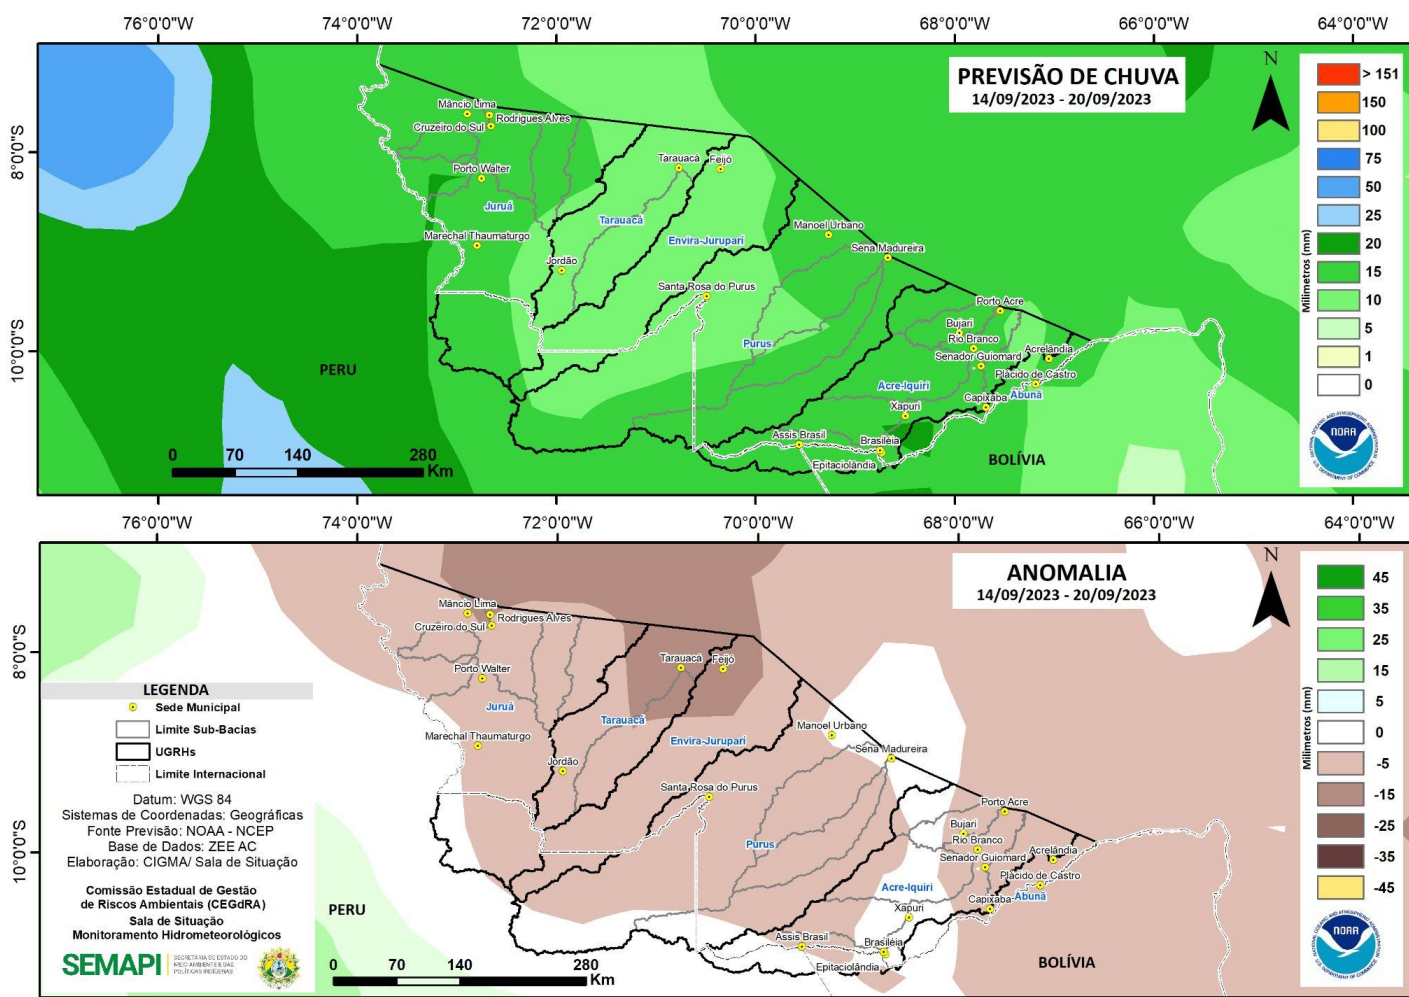 76°0'0"W 74°0'0"W 72°0'0"W 70°0'0"W 68°0'0"W 66°0'0"W 64°0'0"W
8°0'0"S
10°0'0"S
PREVISÃO DE CHUVA
14/09/2023 - 20/09/2023
N
Milímetros (mm)
> 151
150
100
75
50
25
20
15
10
5
1
0
NOAA
Mâncio Lima
Rodrigues Alves
Cruzeiro do Sul
Porto Walter
Juruá
Marechal Thaumaturgo
Tarauacá
Feijó
Tarauacá
Envira-Jurupari
Jordão
Santa Rosa do Purus
Manoel Urbano
Sena Madureira
Purus
Porto Acre
Bujari
Rio Branco
Senador Guiomard
Acrelândia
Plácido de Castro
Acre-Iquiri
Abunã
Capixaba
Xapuri
Assis Brasil
Brasiléia
Epitaciolândia
PERU
BOLÍVIA
0 70 140 280
Km
76°0'0"W 74°0'0"W 72°0'0"W 70°0'0"W 68°0'0"W 66°0'0"W 64°0'0"W
8°0'0"S
10°0'0"S
ANOMALIA
14/09/2023 - 20/09/2023
N
Milímetros (mm)
45
35
25
15
5
0
-5
-15
-25
-35
-45
NOAA
Mâncio Lima
Rodrigues Alves
Cruzeiro do Sul
Porto Walter
Juruá
Marechal Thaumaturgo
Tarauacá
Feijó
Tarauacá
Envira-Jurupari
Jordão
Santa Rosa do Purus
Manoel Urbano
Sena Madureira
Purus
Porto Acre
Bujari
Rio Branco
Senador Guiomard
Acrelândia
Plácido de Castro
Acre-Iquiri
Abunã
Capixaba
Xapuri
Assis Brasil
Brasiléia
Epitaciolândia
PERU
BOLÍVIA
0 70 140 280
Km
LEGENDA
Sede Municipal
Limite Sub-Bacias
UGRHs
Limite Internacional
Datum: WGS 84
Sistemas de Coordenadas: Geográficas
Fonte Previsão: NOAA - NCEP
Base de Dados: ZEE AC
Elaboração: CIGMA/ Sala de Situação
Comissão Estadual de Gestão
de Riscos Ambientais (CEGdRA)
Sala de Situação
Monitoramento Hidrometeorológicos
SEMAPI
SECRETARIA DE ESTADO DO
MEIO AMBIENTE E DAS
POLÍTICAS INDÍGENAS